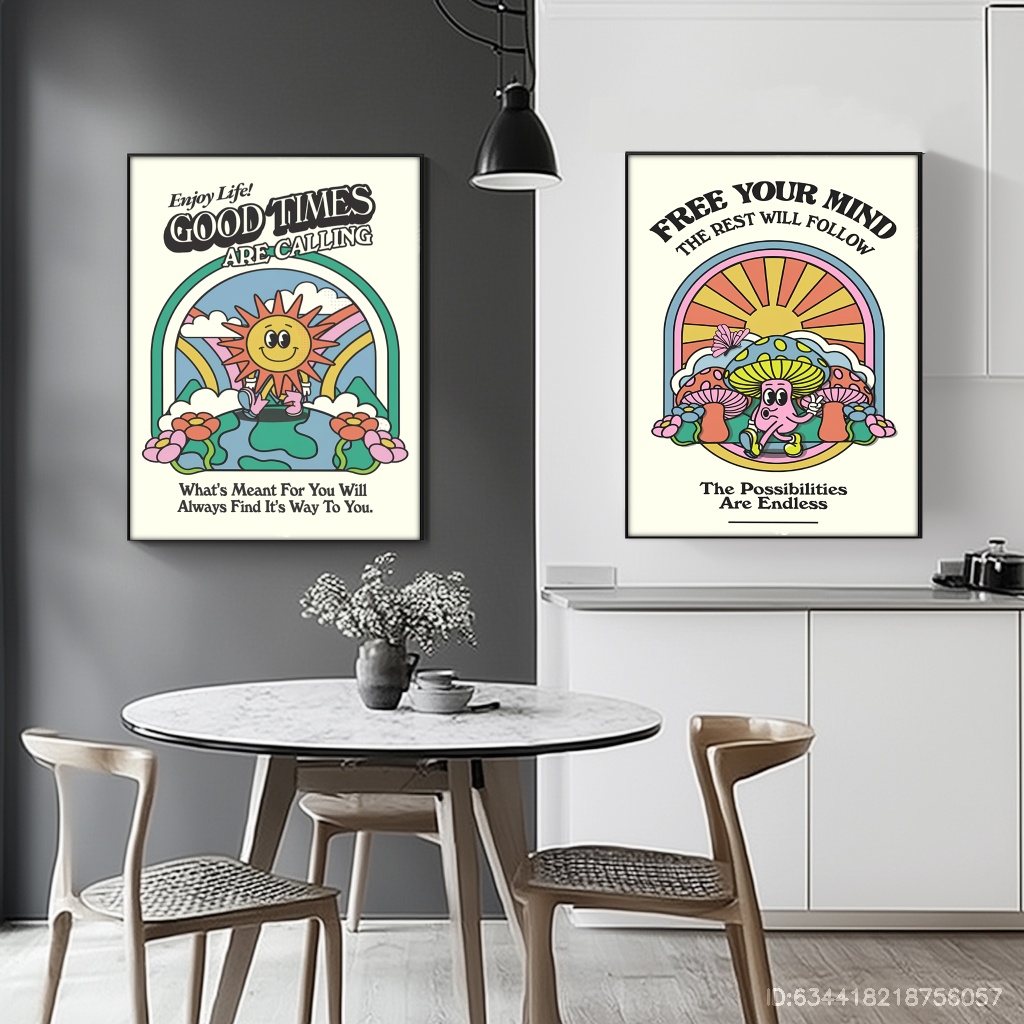 Enjoy Life!
GOOD TIMES
ARE CALLING
What's Meant For You Will
Always Find It's Way To You.
FREE YOUR MIND
THE REST WILL FOLLOW
The Possibilities
Are Endless
ID:634418218758057